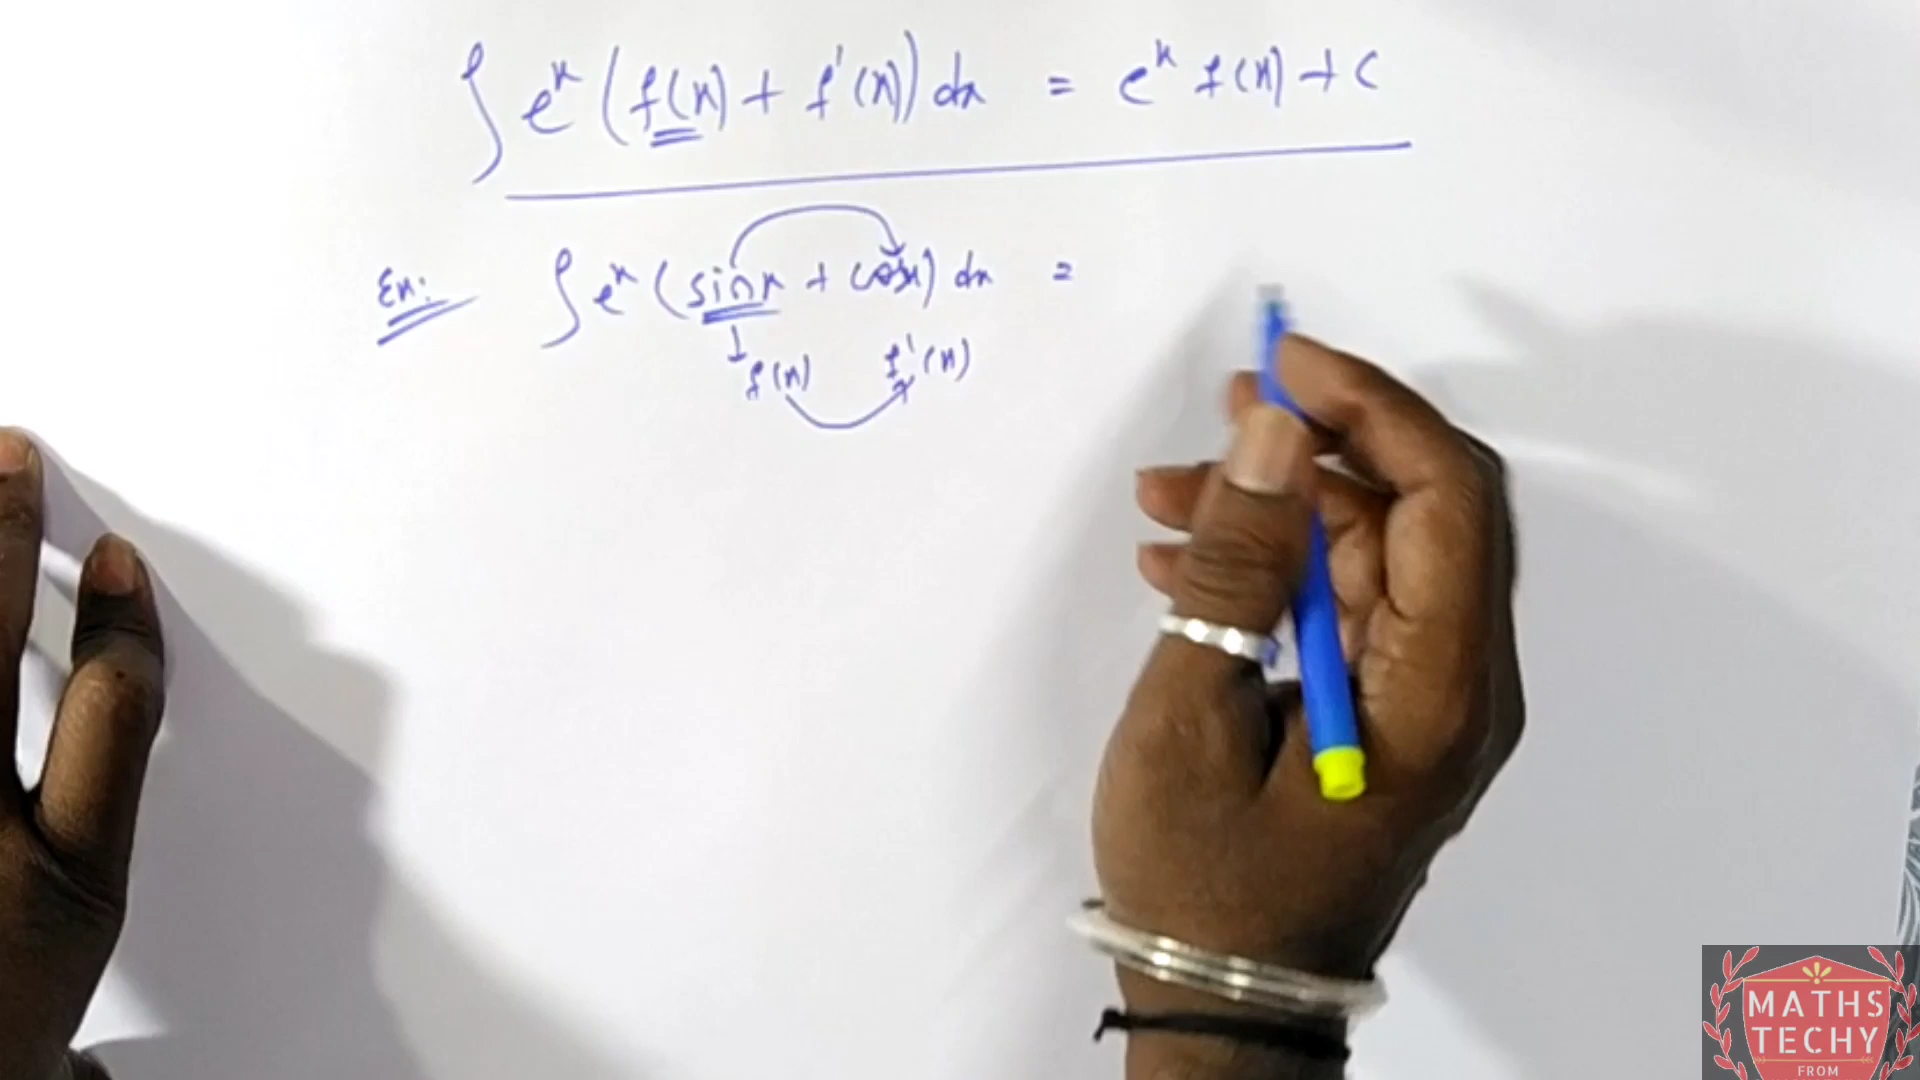 ∫ eˣ (f(x) + f'(x)) dx = eˣ f(x) + c
Ex: ∫ eˣ (sinx + cosx) dx =
f(x) f'(x)
MATHS
TECHY
FROM